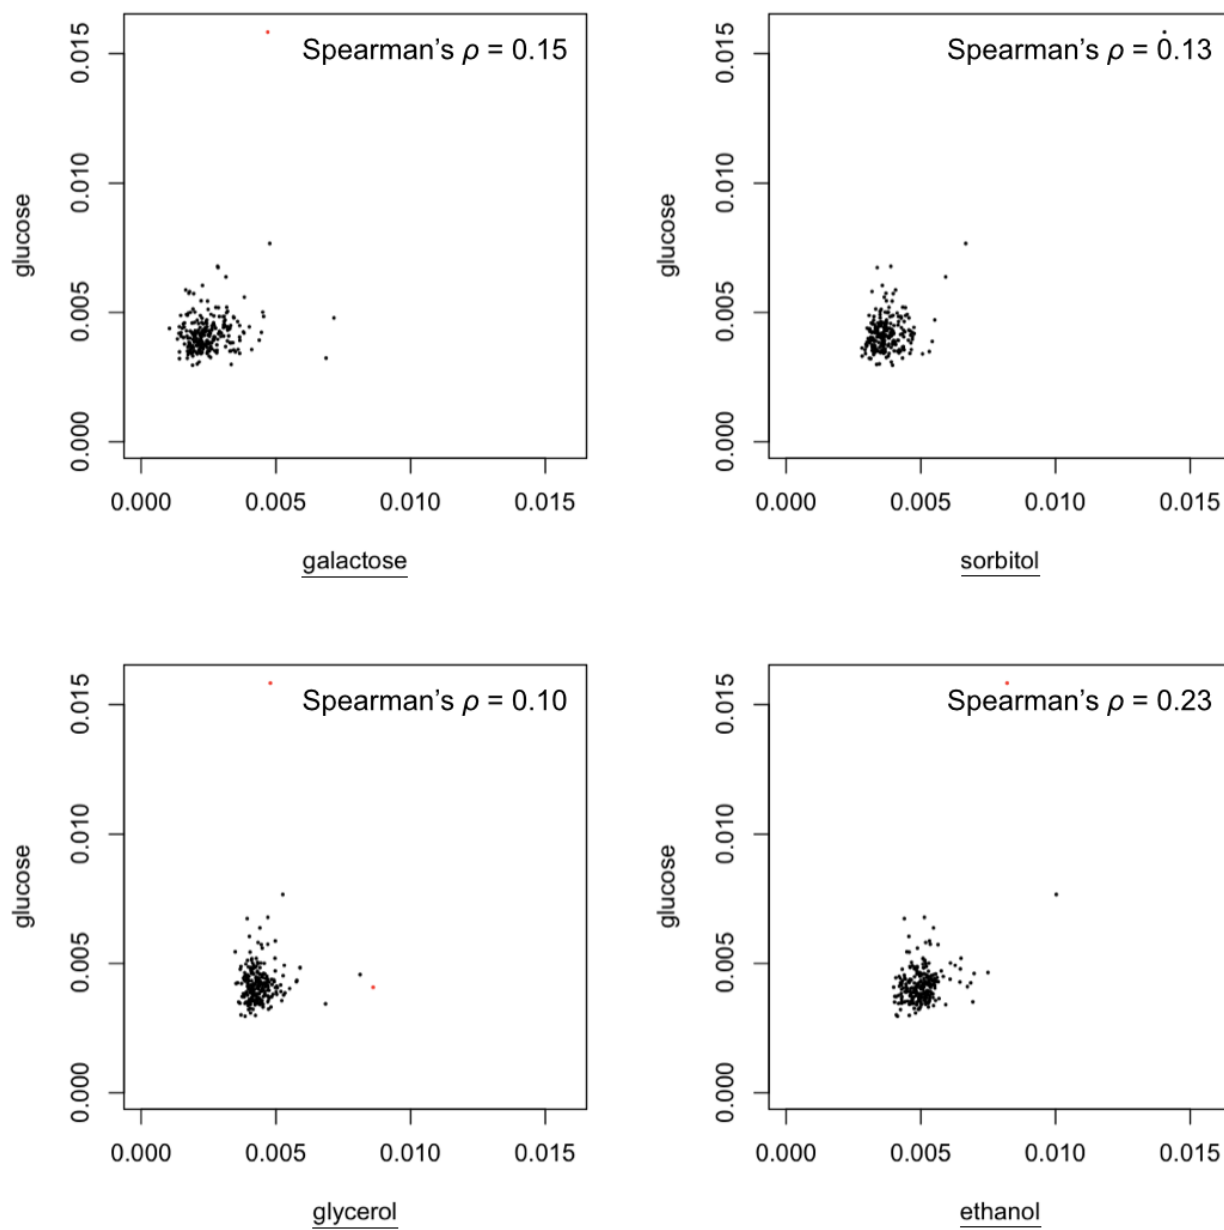 Spearman’s ρ = 0.15
glucose
0.015
0.010
0.005
0.000
0.000 0.005 0.010 0.015
galactose
Spearman’s ρ = 0.13
glucose
0.015
0.010
0.005
0.000
0.000 0.005 0.010 0.015
sorbitol
Spearman’s ρ = 0.10
glucose
0.015
0.010
0.005
0.000
0.000 0.005 0.010 0.015
glycerol
Spearman’s ρ = 0.23
glucose
0.015
0.010
0.005
0.000
0.000 0.005 0.010 0.015
ethanol